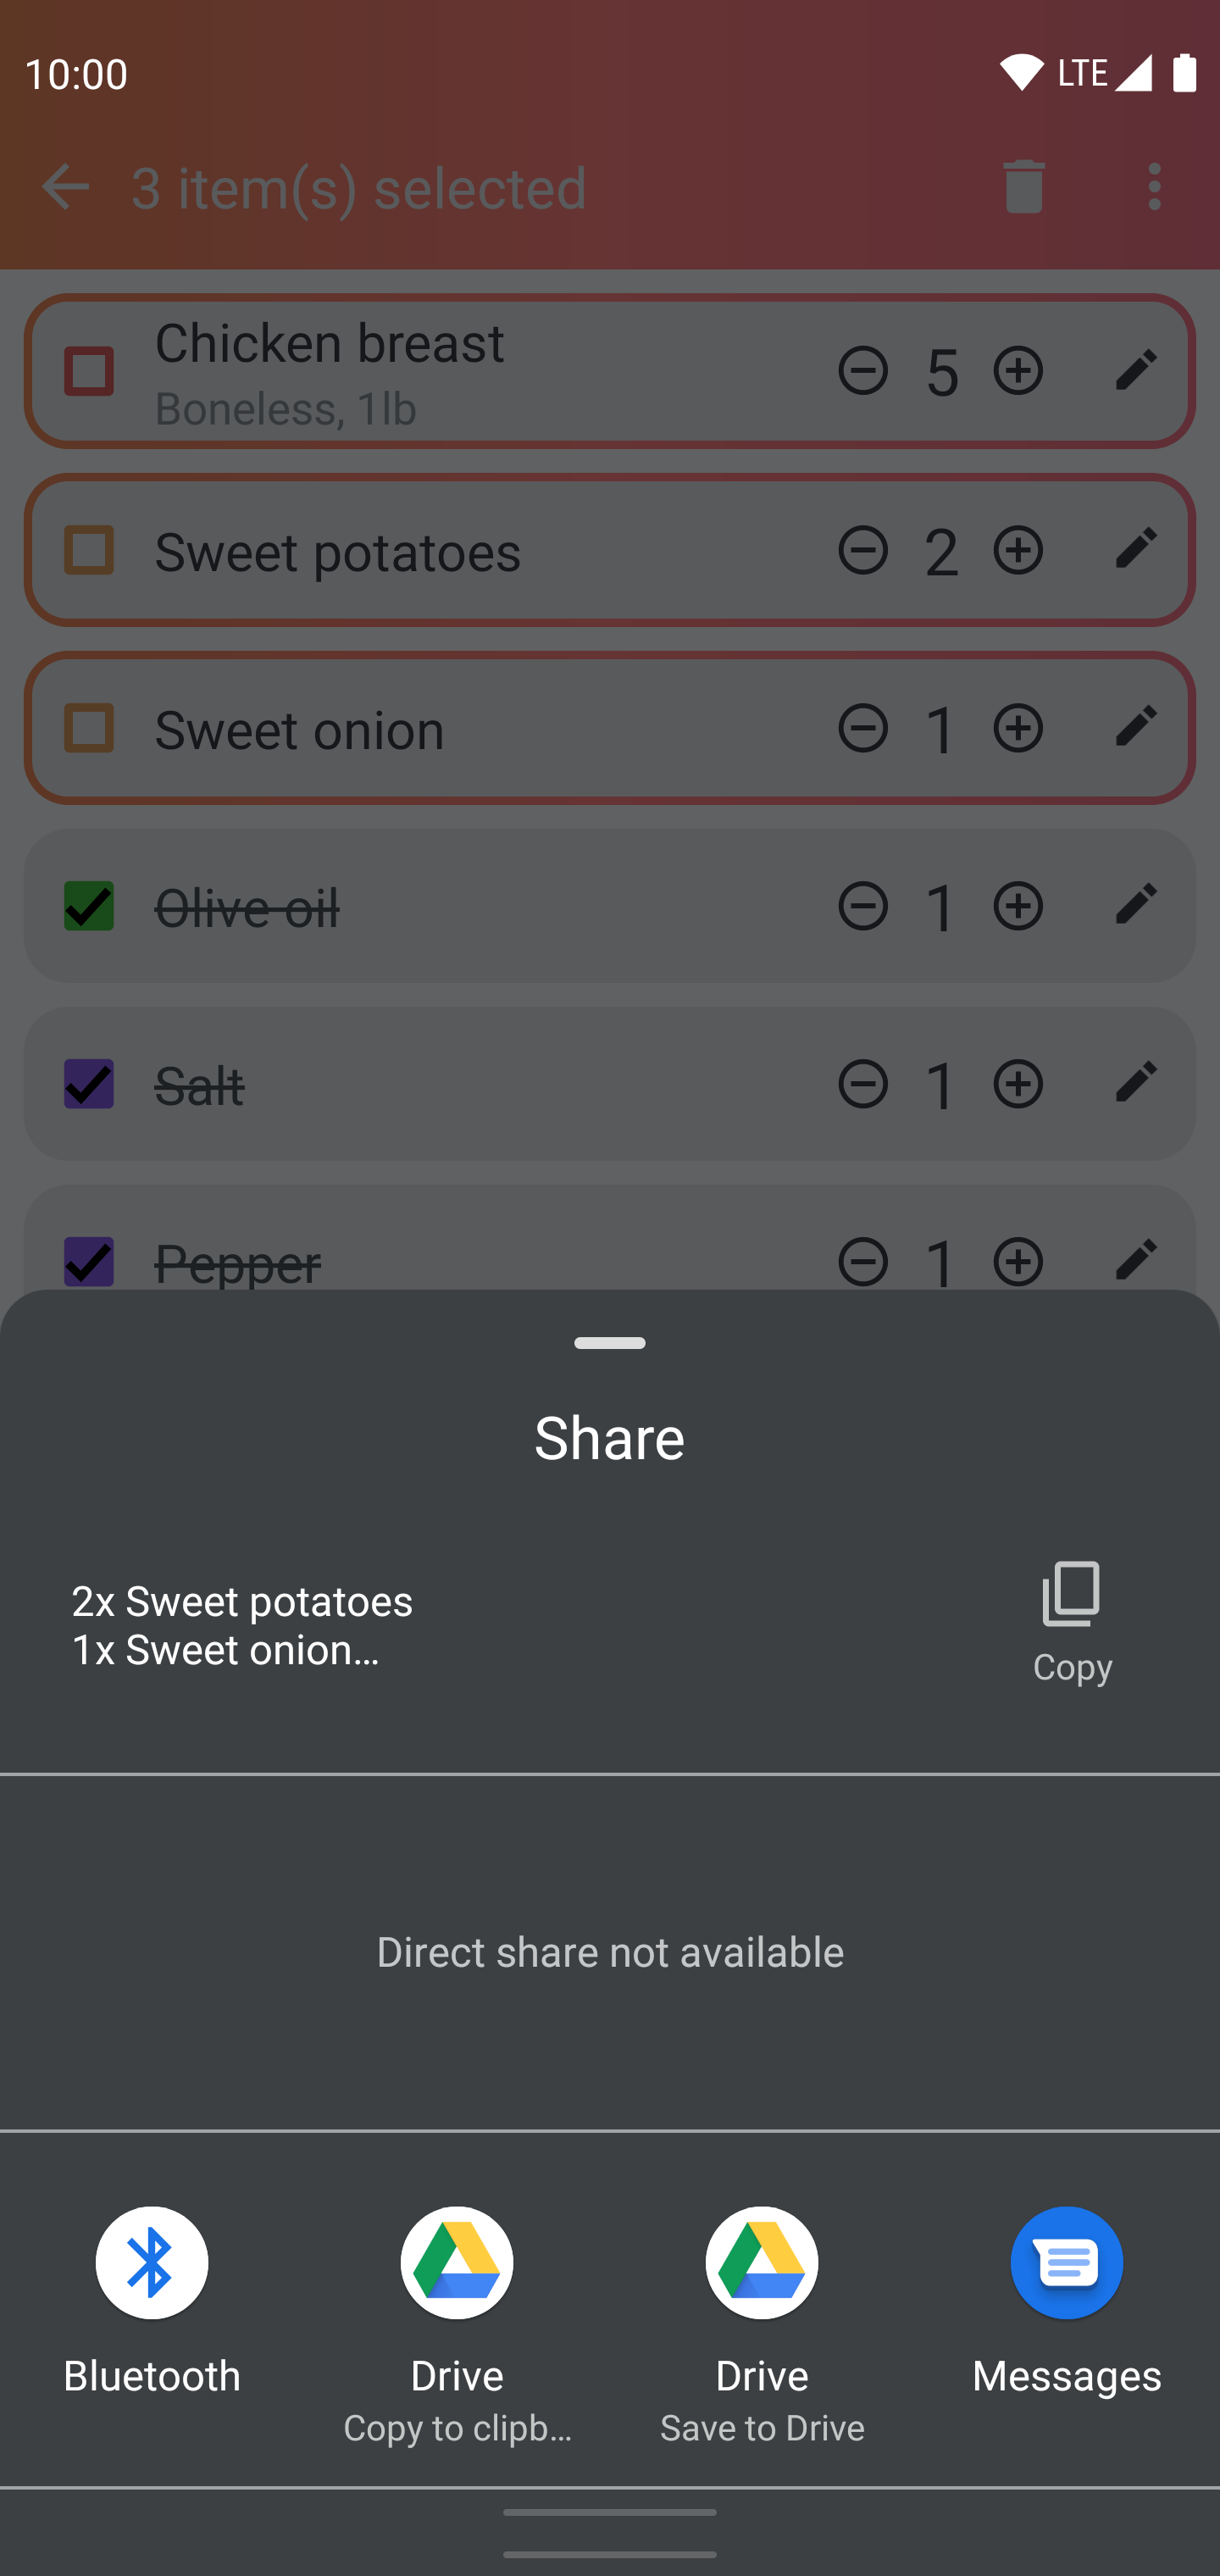 10:00
LTE
3 item(s) selected
Chicken breast
Boneless, 1lb
5
Sweet potatoes
2
Sweet onion
1
Olive oil
1
Salt
1
Pepper
1
Share
2x Sweet potatoes
1x Sweet onion…
Copy
Direct share not available
Bluetooth
Drive
Copy to clipb…
Drive
Save to Drive
Messages